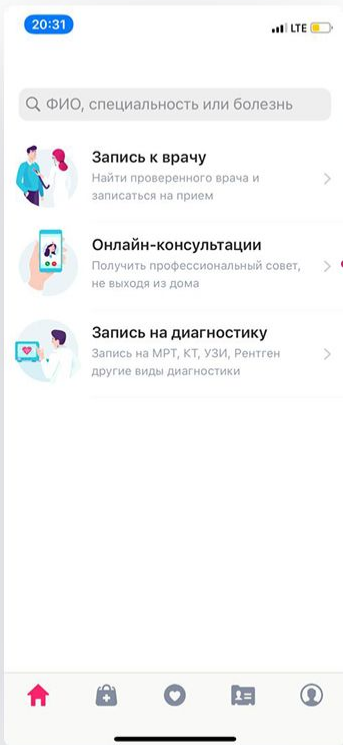 20:31
LTE
ФИО, специальность или болезнь
Запись к врачу
Найти проверенного врача и
записаться на прием
Онлайн-консультации
Получить профессиональный совет,
не выходя из дома
Запись на диагностику
Запись на МРТ, КТ, УЗИ, Рентген
другие виды диагностики